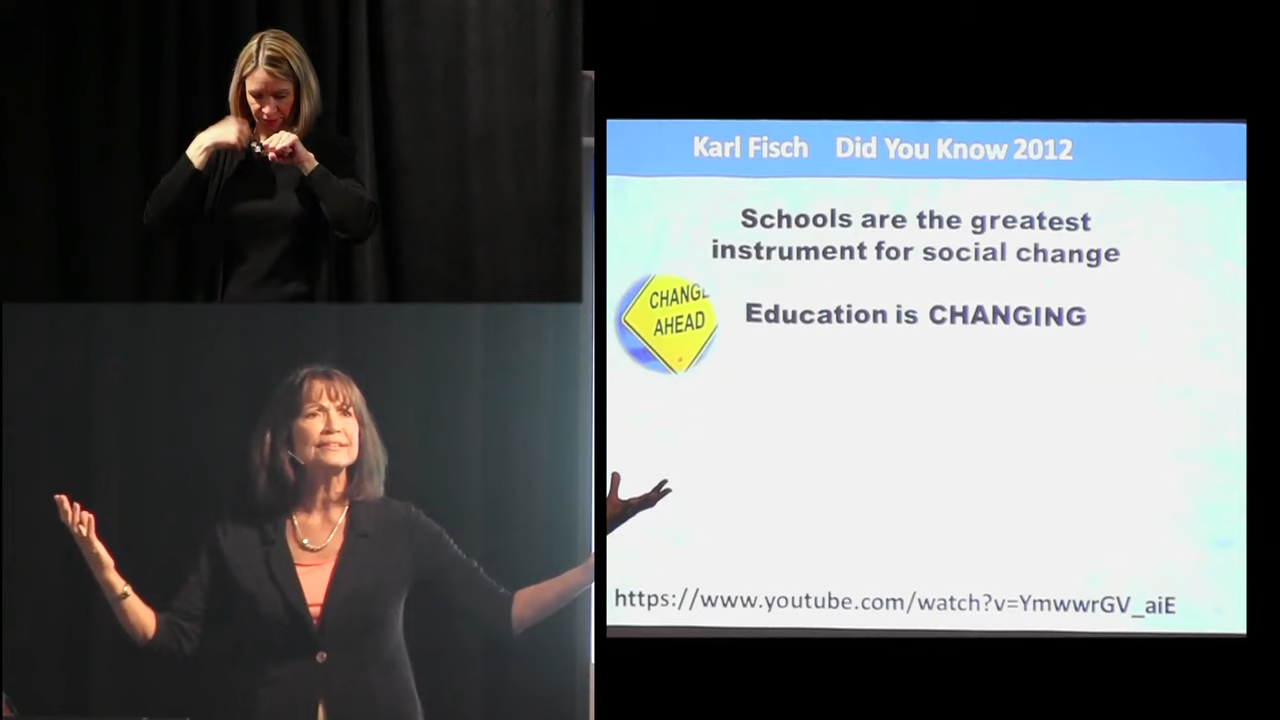 Karl Fisch Did You Know 2012
Schools are the greatest
instrument for social change
CHANGE
AHEAD
Education is CHANGING
https://www.youtube.com/watch?v=YmwwrGV_aiE